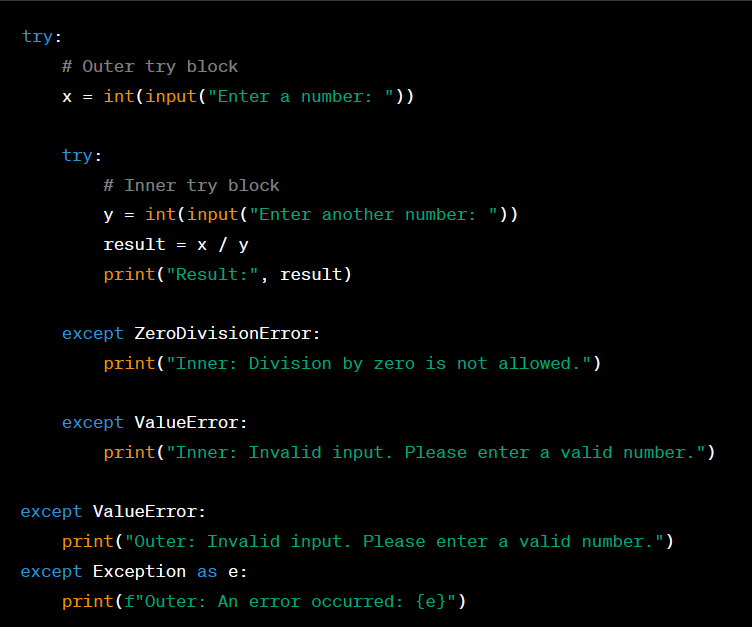 try:
    # Outer try block
    x = int(input("Enter a number: "))

    try:
        # Inner try block
        y = int(input("Enter another number: "))
        result = x / y
        print("Result:", result)

    except ZeroDivisionError:
        print("Inner: Division by zero is not allowed.")

    except ValueError:
        print("Inner: Invalid input. Please enter a valid number.")

except ValueError:
    print("Outer: Invalid input. Please enter a valid number.")
except Exception as e:
    print(f"Outer: An error occurred: {e}")